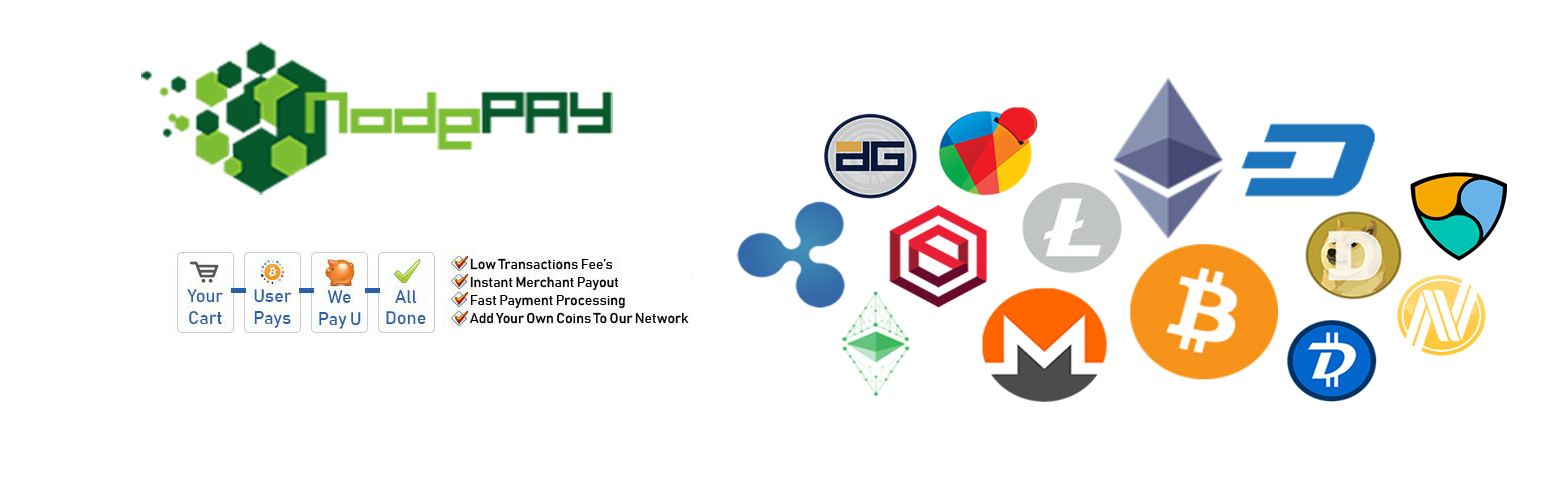 NodePAY
Your
Cart
User
Pays
We
Pay U
All
Done
Low Transactions Fee's
Instant Merchant Payout
Fast Payment Processing
Add Your Own Coins To Our Network
dG